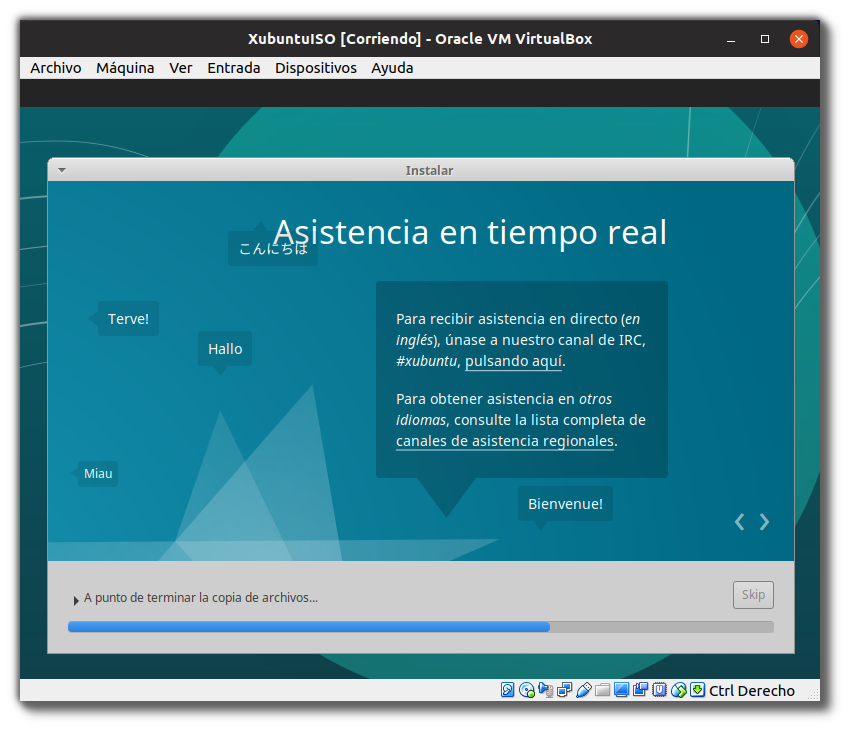 XubuntuISO [Corriendo] - Oracle VM VirtualBox
Archivo Máquina Ver Entrada Dispositivos Ayuda
Instalar
Asistencia en tiempo real
こんにちは
Terve!
Hallo
Para recibir asistencia en directo (en
inglés), únase a nuestro canal de IRC,
#xubuntu, pulsando aquí.
Para obtener asistencia en otros
idiomas, consulte la lista completa de
canales de asistencia regionales.
Miau
Bienvenue!
A punto de terminar la copia de archivos...
Skip
Ctrl Derecho